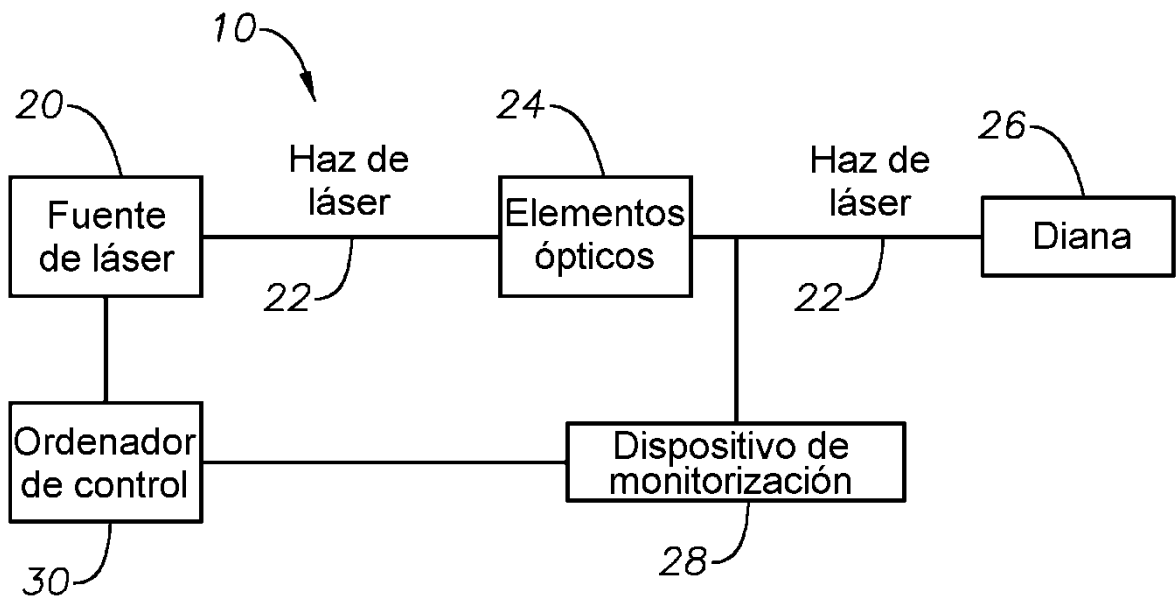 10
20
24
26
Haz de
láser
Haz de
láser
Fuente
de láser
Elementos
ópticos
Diana
22
22
Ordenador
de control
Dispositivo de
monitorización
30
28